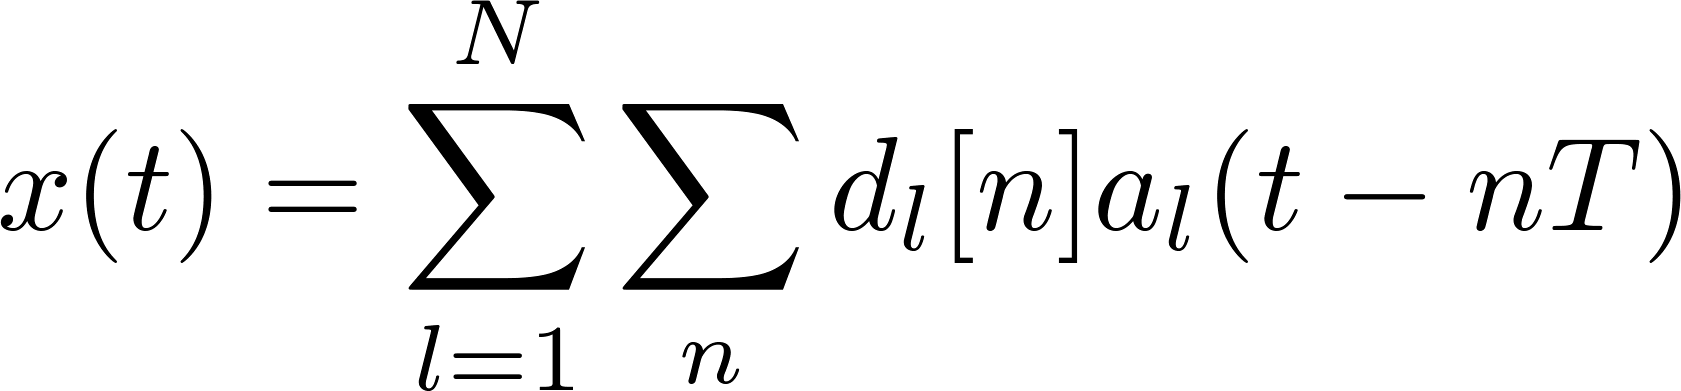 x(t) = \sum_{l=1}^{N} \sum_{n} d_l[n] a_l(t - nT)